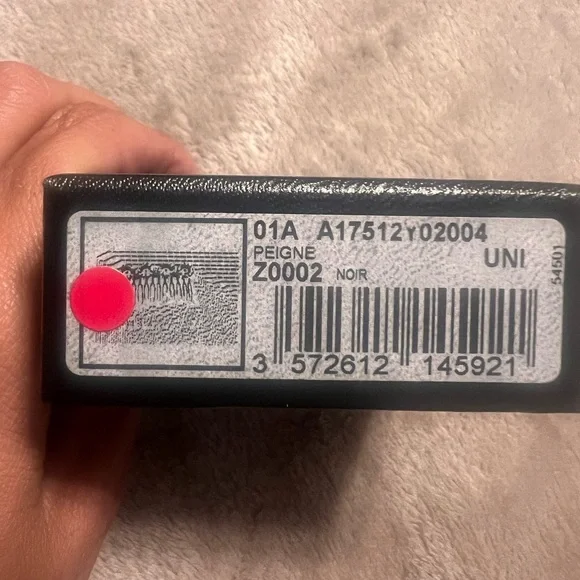 01A A17512Y02004
PEIGNE
UNI
Z0002 NOIR
54501
3 572612 145921